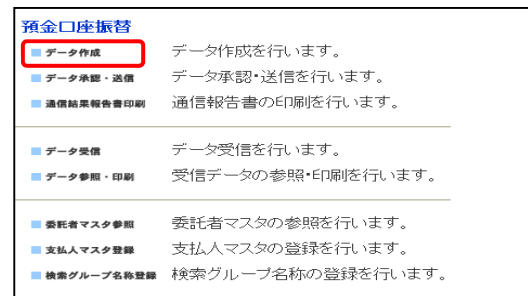 預金口座振替
データ作成 データ作成を行います。
データ承認・送信 データ承認・送信を行います。
通信結果報告書印刷 通信報告書の印刷を行います。
データ受信 データ受信を行います。
データ参照・印刷 受信データの参照・印刷を行います。
委託者マスタ参照 委託者マスタの参照を行います。
支払人マスタ登録 支払人マスタの登録を行います。
検索グループ名称登録 検索グループ名称の登録を行います。